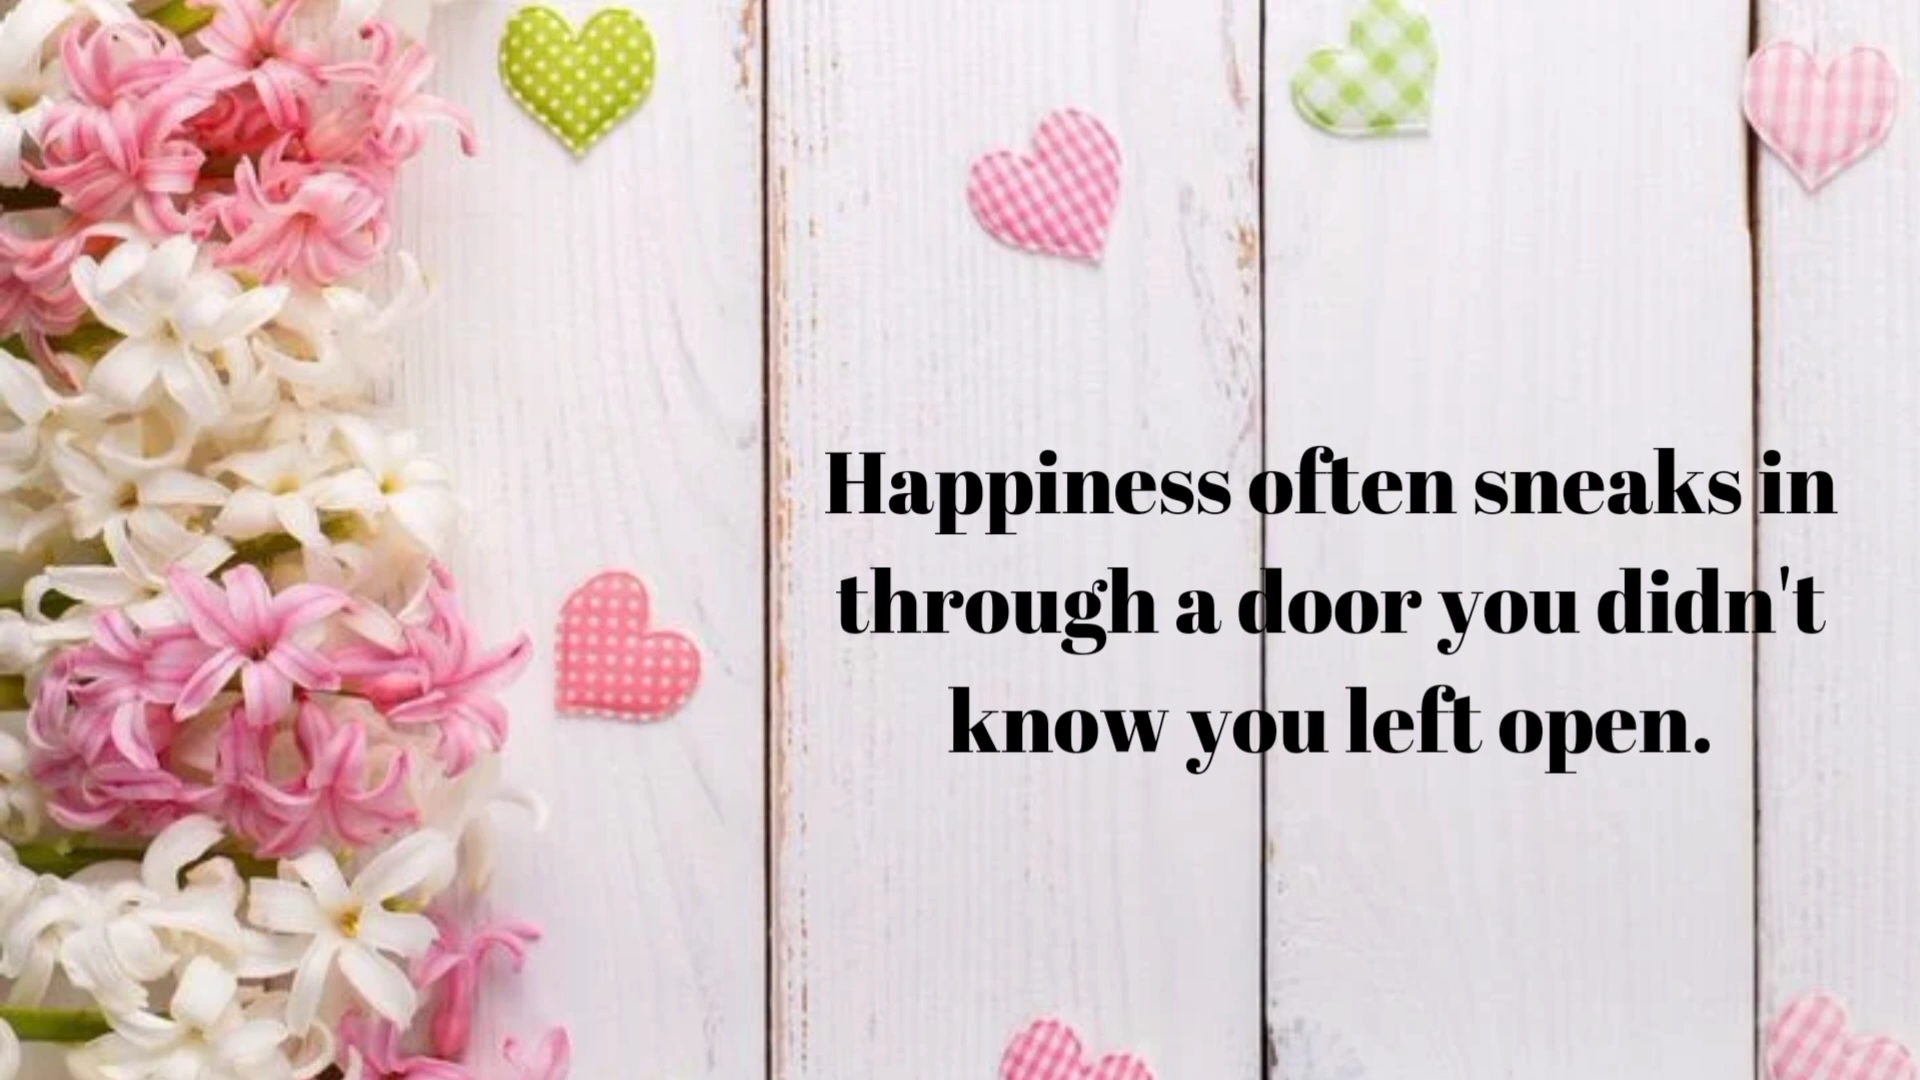 Happiness often sneaks in
through a door you didn't
know you left open.